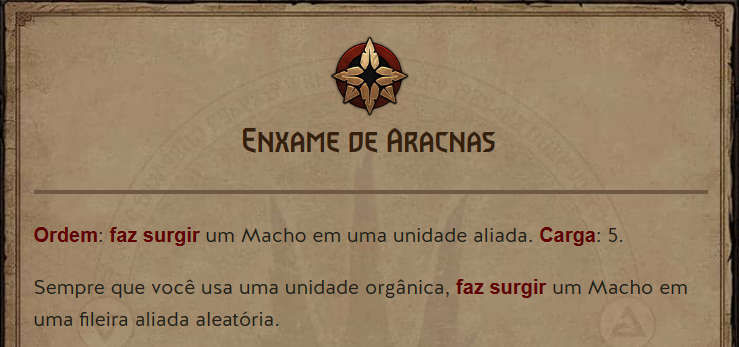 Enxame de Aracnas
Ordem: faz surgir um Macho em uma unidade aliada. Carga: 5.
Sempre que você usa uma unidade orgânica, faz surgir um Macho em
uma fileira aliada aleatória.